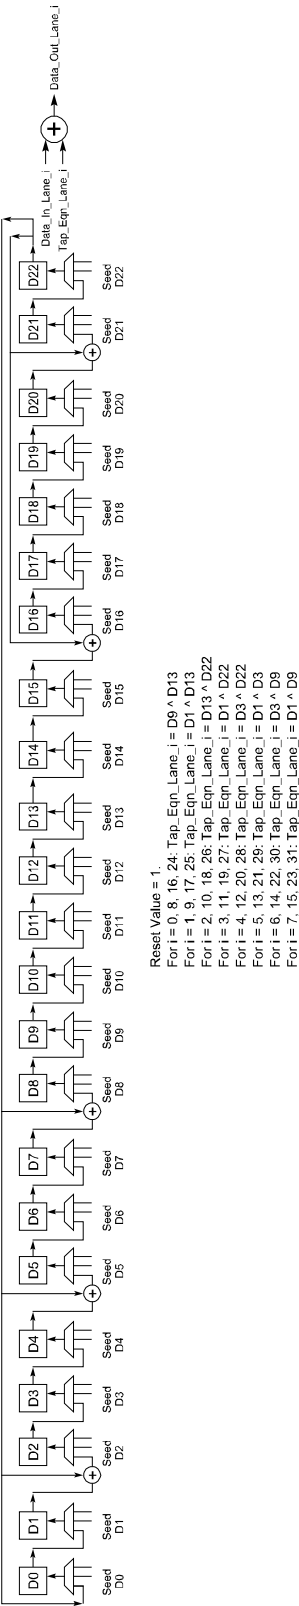 D0 D1 D2 D3 D4 D5 D6 D7 D8 D9 D10 D11 D12 D13 D14 D15 D16 D17 D18 D19 D20 D21 D22
Seed D0
Seed D1
Seed D2
Seed D3
Seed D4
Seed D5
Seed D6
Seed D7
Seed D8
Seed D9
Seed D10
Seed D11
Seed D12
Seed D13
Seed D14
Seed D15
Seed D16
Seed D17
Seed D18
Seed D19
Seed D20
Seed D21
Seed D22
Data_In_Lane_i
Tap_Eqn_Lane_i
Data_Out_Lane_i
Reset Value = 1.
For i = 0, 8, 16, 24: Tap_Eqn_Lane_i = D9 ^ D13
For i = 1, 9, 17, 25: Tap_Eqn_Lane_i = D1 ^ D13
For i = 2, 10, 18, 26: Tap_Eqn_Lane_i = D13 ^ D22
For i = 3, 11, 19, 27: Tap_Eqn_Lane_i = D1 ^ D22
For i = 4, 12, 20, 28: Tap_Eqn_Lane_i = D3 ^ D22
For i = 5, 13, 21, 29: Tap_Eqn_Lane_i = D1 ^ D3
For i = 6, 14, 22, 30: Tap_Eqn_Lane_i = D3 ^ D9
For i = 7, 15, 23, 31: Tap_Eqn_Lane_i = D1 ^ D9